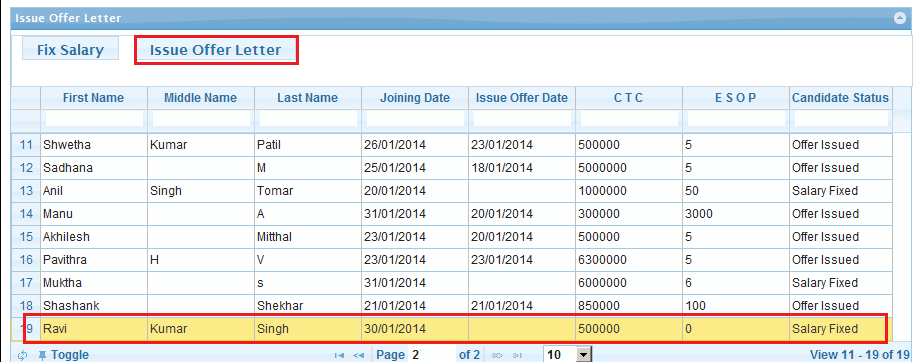 Issue Offer Letter
Fix Salary Issue Offer Letter
First Name Middle Name Last Name Joining Date Issue Offer Date C T C E S O P Candidate Status
11 Shwetha Kumar Patil 26/01/2014 23/01/2014 500000 5 Offer Issued
12 Sadhana M 25/01/2014 18/01/2014 5000000 5 Offer Issued
13 Anil Singh Tomar 20/01/2014 1000000 50 Salary Fixed
14 Manu A 31/01/2014 20/01/2014 300000 3000 Offer Issued
15 Akhilesh Mitthal 23/01/2014 20/01/2014 500000 5 Offer Issued
16 Pavithra H V 23/01/2014 23/01/2014 6300000 5 Offer Issued
17 Muktha s 31/01/2014 6000000 6 Salary Fixed
18 Shashank Shekhar 21/01/2014 21/01/2014 850000 100 Offer Issued
19 Ravi Kumar Singh 30/01/2014 500000 0 Salary Fixed
Toggle Page 2 of 2 10 View 11 - 19 of 19